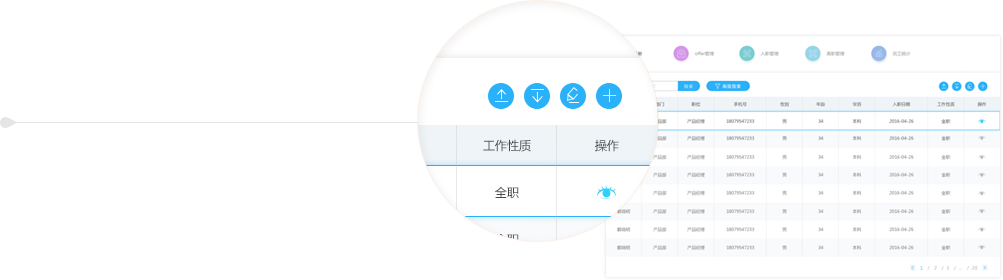 offer管理 入职管理 离职管理 员工统计
搜索 高级搜索
工作性质 操作
全职
部门 职位 手机号 性别 年龄 学历 入职日期 工作性质 操作
产品部 产品经理 18079547233 男 34 本科 2016-04-26 全职
产品部 产品经理 18079547233 男 34 本科 2016-04-26 全职
产品部 产品经理 18079547233 男 34 本科 2016-04-26 全职
产品部 产品经理 18079547233 男 34 本科 2016-04-26 全职
产品部 产品经理 18079547233 男 34 本科 2016-04-26 全职
产品部 产品经理 18079547233 男 34 本科 2016-04-26 全职
产品部 产品经理 18079547233 男 34 本科 2016-04-26 全职
产品部 产品经理 18079547233 男 34 本科 2016-04-26 全职
1 / 2 / 3 / ... / 10